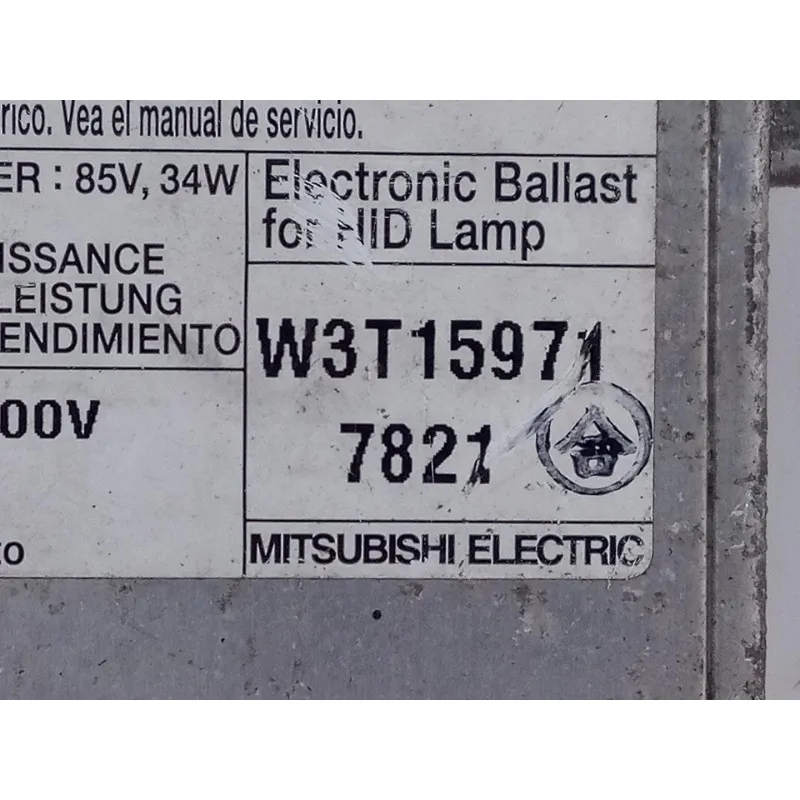 rico. Vea el manual de servicio.
ER : 85V, 34W
Electronic Ballast
for HID Lamp
ISSANCE
LEISTUNG
ENDIMIENTO
W3T15971
00V
7821
to
MITSUBISHI ELECTRIC